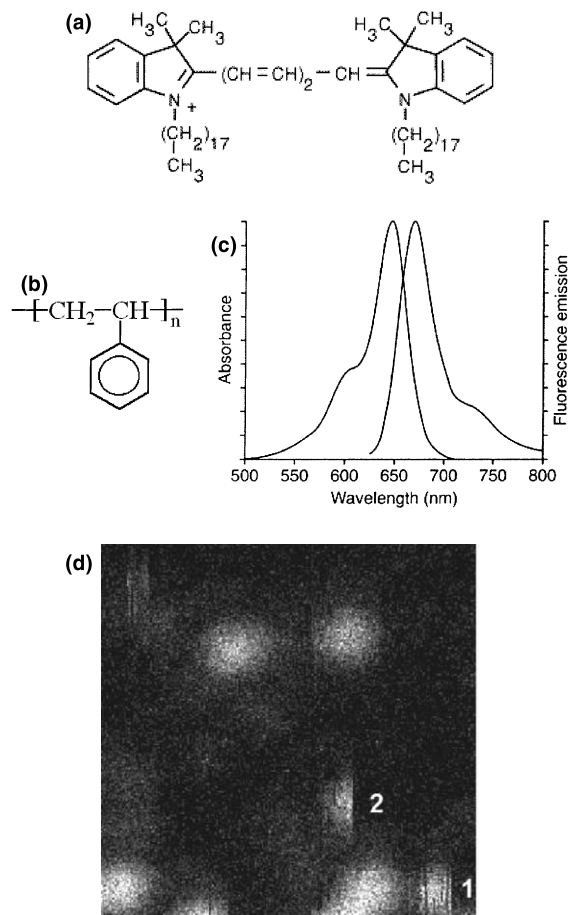 (a)
H₃C CH₃ H₃C CH₃
(CH=CH)₂ CH
N + N
(CH₂)₁₇ (CH₂)₁₇
CH₃ CH₃
(b)
[CH₂-CH]n
(c)
Absorbance
Fluorescence emission
500 550 600 650 700 750 800
Wavelength (nm)
(d)
2
1